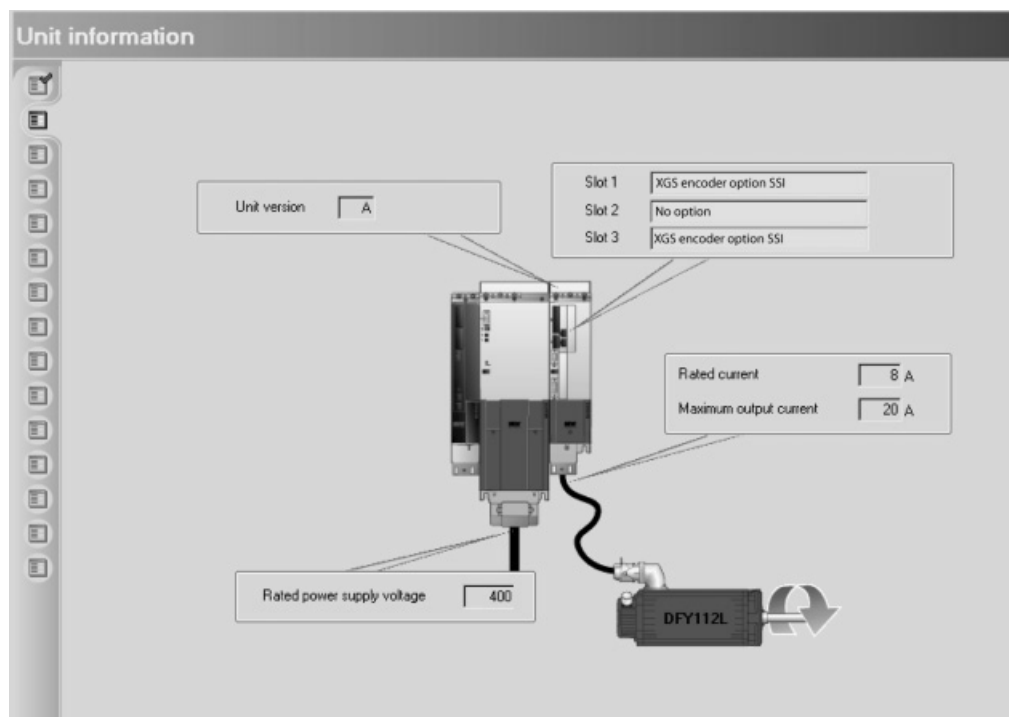 Unit information
Unit version A
Slot 1 XGS encoder option SSI
Slot 2 No option
Slot 3 XGS encoder option SSI
Rated current 8 A
Maximum output current 20 A
Rated power supply voltage 400
DFY112L